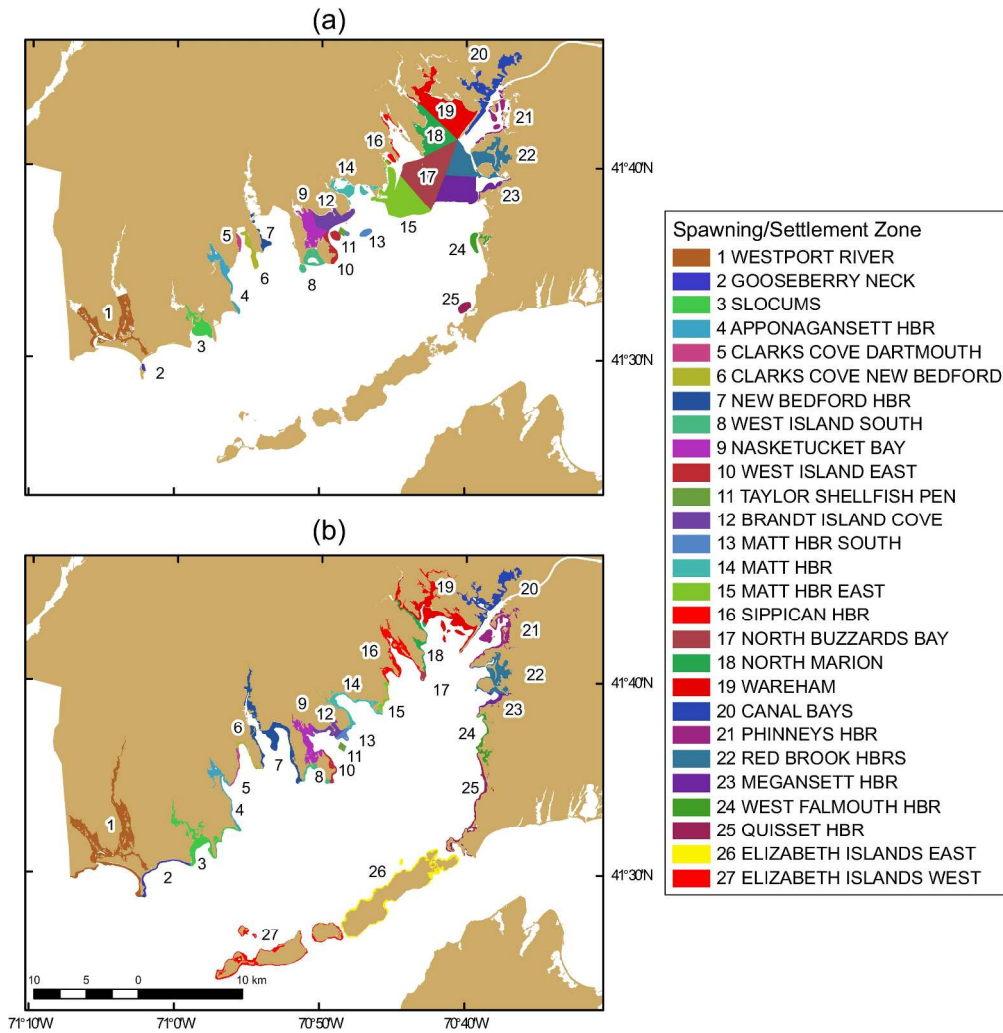 (a)
20
19
21
18
16
22
14
17
41°40'N
9
12
23
15
5
7
13
11
24
6
10
8
4
25
1
3
41°30'N
2
71°10'W
71°0'W
70°50'W
70°40'W
(b)
20
19
21
16
18
22
14
17
41°40'N
9
12
15
23
6
13
24
11
7
8
10
5
25
4
1
3
26
2
41°30'N
27
10 5 0 10 km
71°10'W
71°0'W
70°50'W
70°40'W
Spawning/Settlement Zone
1 WESTPORT RIVER
2 GOOSEBERRY NECK
3 SLOCUMS
4 APPONAGANSETT HBR
5 CLARKS COVE DARTMOUTH
6 CLARKS COVE NEW BEDFORD
7 NEW BEDFORD HBR
8 WEST ISLAND SOUTH
9 NASKETUCKET BAY
10 WEST ISLAND EAST
11 TAYLOR SHELLFISH PEN
12 BRANDT ISLAND COVE
13 MATT HBR SOUTH
14 MATT HBR
15 MATT HBR EAST
16 SIPPICAN HBR
17 NORTH BUZZARDS BAY
18 NORTH MARION
19 WAREHAM
20 CANAL BAYS
21 PHINNEYS HBR
22 RED BROOK HBRS
23 MEGANSETT HBR
24 WEST FALMOUTH HBR
25 QUISSET HBR
26 ELIZABETH ISLANDS EAST
27 ELIZABETH ISLANDS WEST